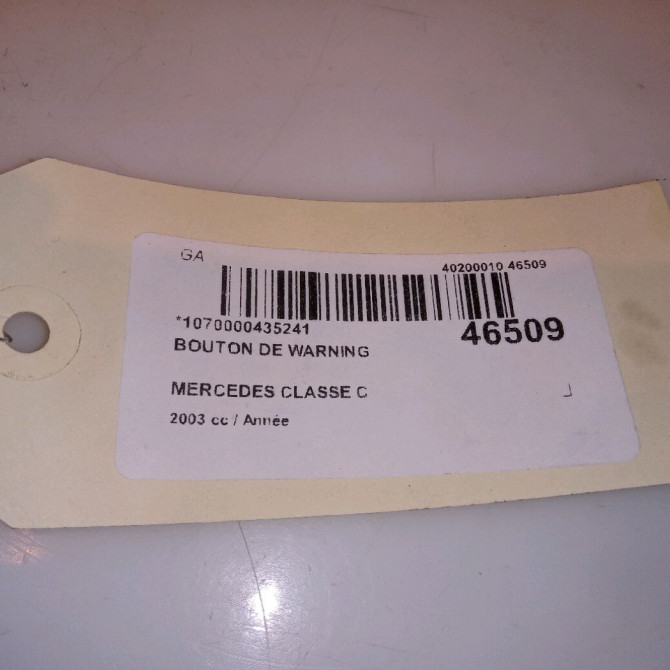 GA
40200010 46509
*1070000435241
46509
BOUTON DE WARNING
MERCEDES CLASSE C
2003 cc / Année